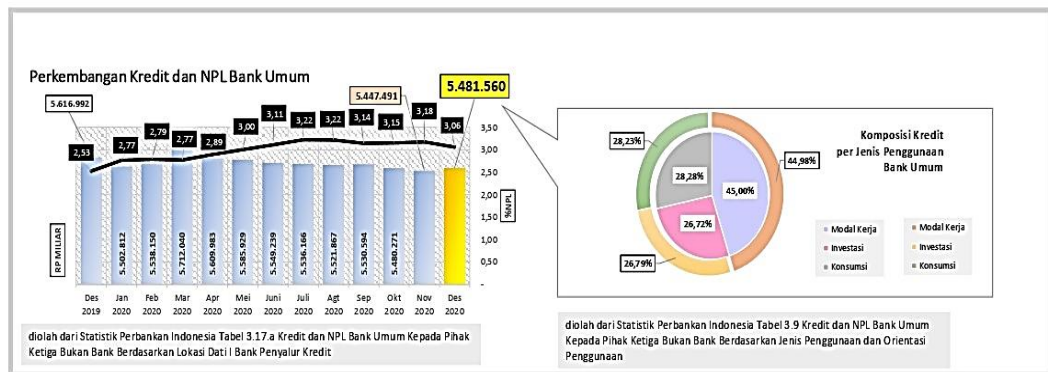 Perkembangan Kredit dan NPL Bank Umum
5.616.992
5.447.491
5.481.560
2,53
2,77
2,79
2,77
2,89
3,00
3,11
3,22
3,22
3,14
3,15
3,18
3,06
3,50
3,00
2,50
2,00
1,50
1,00
0,50
-
%NPL
RP MILIAR
5.502.812
5.538.150
5.712.040
5.609.983
5.585.929
5.549.239
5.536.166
5.521.867
5.530.594
5.480.271
Des Jan Feb Mar Apr Mei Juni Juli Agt Sep Okt Nov Des
2019 2020 2020 2020 2020 2020 2020 2020 2020 2020 2020 2020 2020
diolah dari Statistik Perbankan Indonesia Tabel 3.17.a Kredit dan NPL Bank Umum Kepada Pihak
Ketiga Bukan Bank Berdasarkan Lokasi Dati I Bank Penyalur Kredit
Komposisi Kredit
per Jenis Penggunaan
Bank Umum
28,23%
44,98%
28,28%
45,00%
26,72%
26,79%
Modal Kerja
Investasi
Konsumsi
Modal Kerja
Investasi
Konsumsi
diolah dari Statistik Perbankan Indonesia Tabel 3.9 Kredit dan NPL Bank Umum
Kepada Pihak Ketiga Bukan Bank Berdasarkan Jenis Penggunaan dan Orientasi
Penggunaan